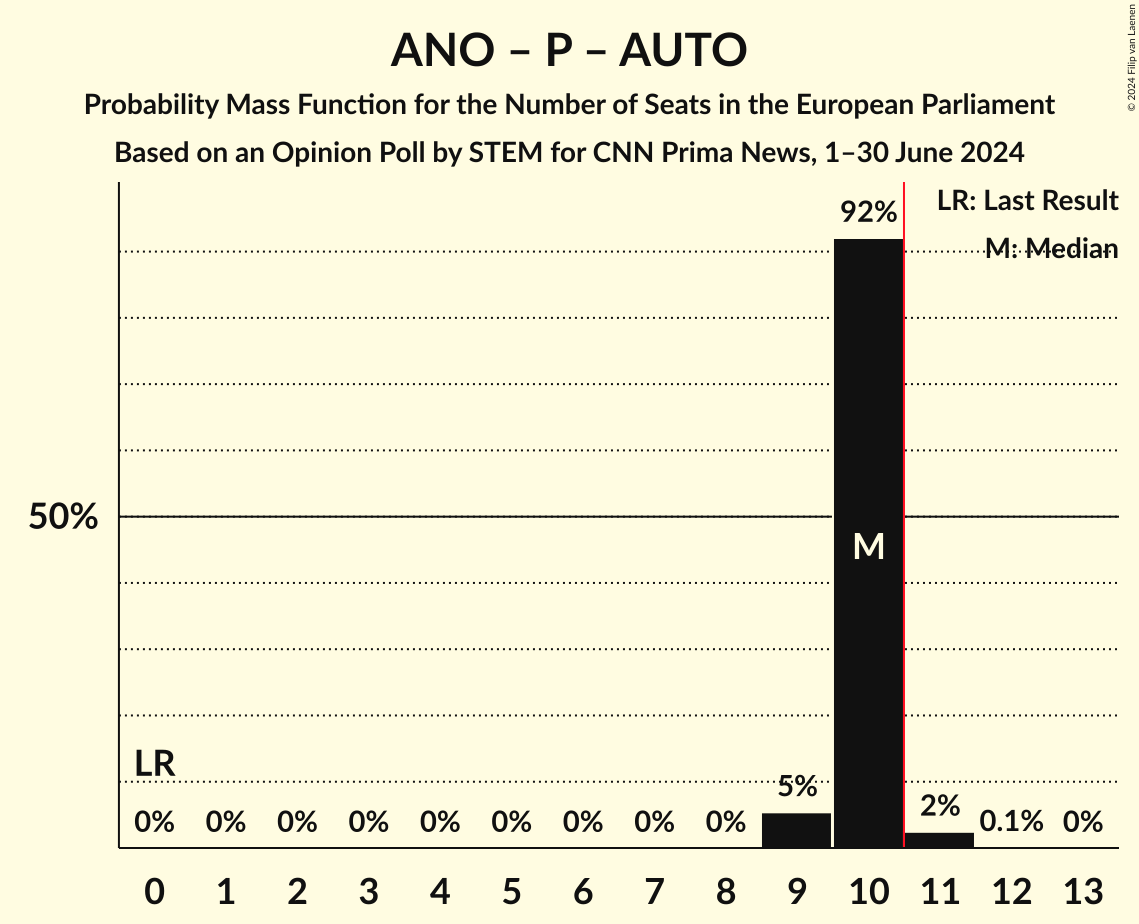 ANO – P – AUTO
Probability Mass Function for the Number of Seats in the European Parliament
Based on an Opinion Poll by STEM for CNN Prima News, 1–30 June 2024
© 2024 Filip van Laenen
LR: Last Result
M: Median
92%
50%
M
LR
0% 0% 0% 0% 0% 0% 0% 0% 0% 5% 2% 0.1% 0%
0 1 2 3 4 5 6 7 8 9 10 11 12 13